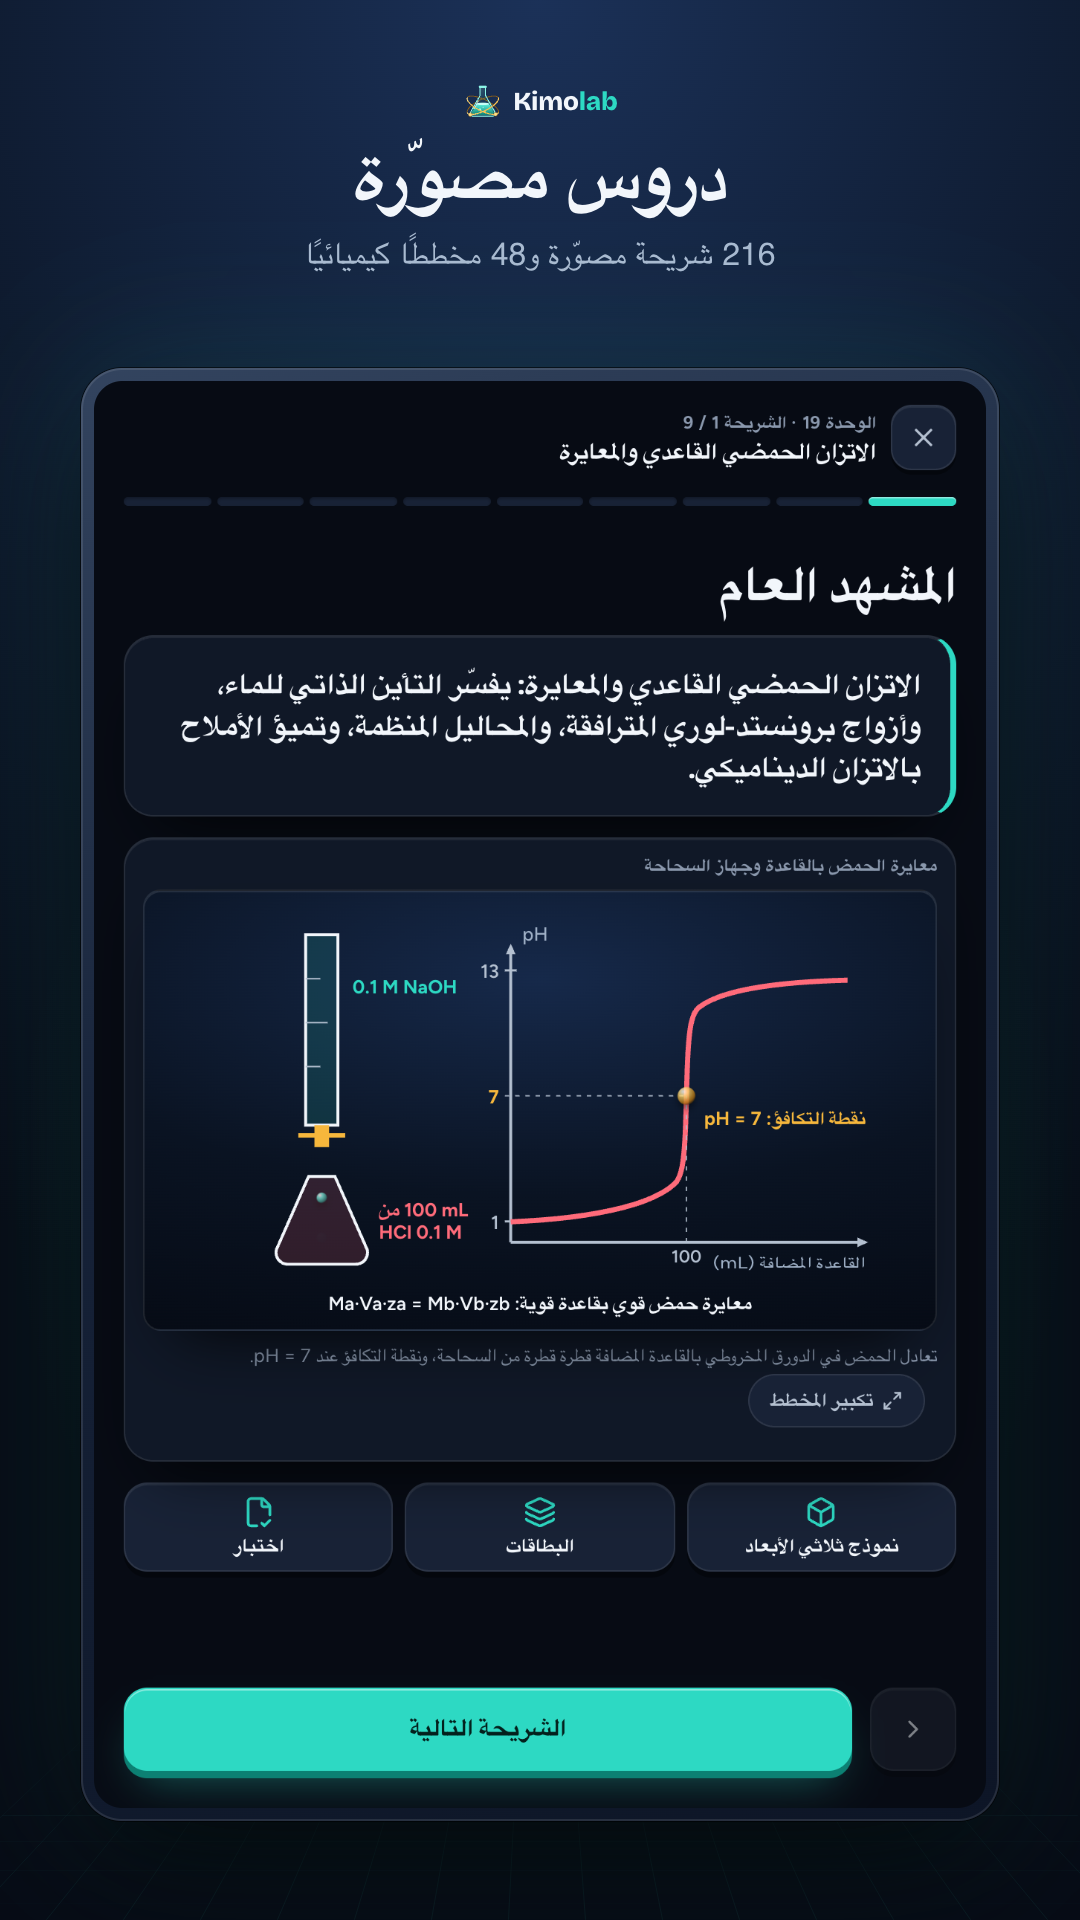 Kimolab
دروس مصوّرة
216 شريحة مصوّرة و48 مخططًا كيميائيًا
الوحدة 19 · الشريحة 1 / 9
الاتزان الحمضي القاعدي والمعايرة
المشهد العام
الاتزان الحمضي القاعدي والمعايرة: يفسّر التأين الذاتي للماء،
وأزواج برونستد-لوري المترافقة، والمحاليل المنظمة، وتميؤ الأملاح
بالاتزان الديناميكي.
معايرة الحمض بالقاعدة وجهاز السحاحة
pH
13
0.1 M NaOH
7
نقطة التكافؤ: pH = 7
100 mL من
HCl 0.1 M
1
100
القاعدة المضافة (mL)
معايرة حمض قوي بقاعدة قوية: Ma·Va·za = Mb·Vb·zb
تعادل الحمض في الدورق المخروطي بالقاعدة المضافة قطرة قطرة من السحاحة، ونقطة التكافؤ عند pH = 7.
تكبير المخطط
نموذج ثلاثي الأبعاد
البطاقات
اختبار
الشريحة التالية